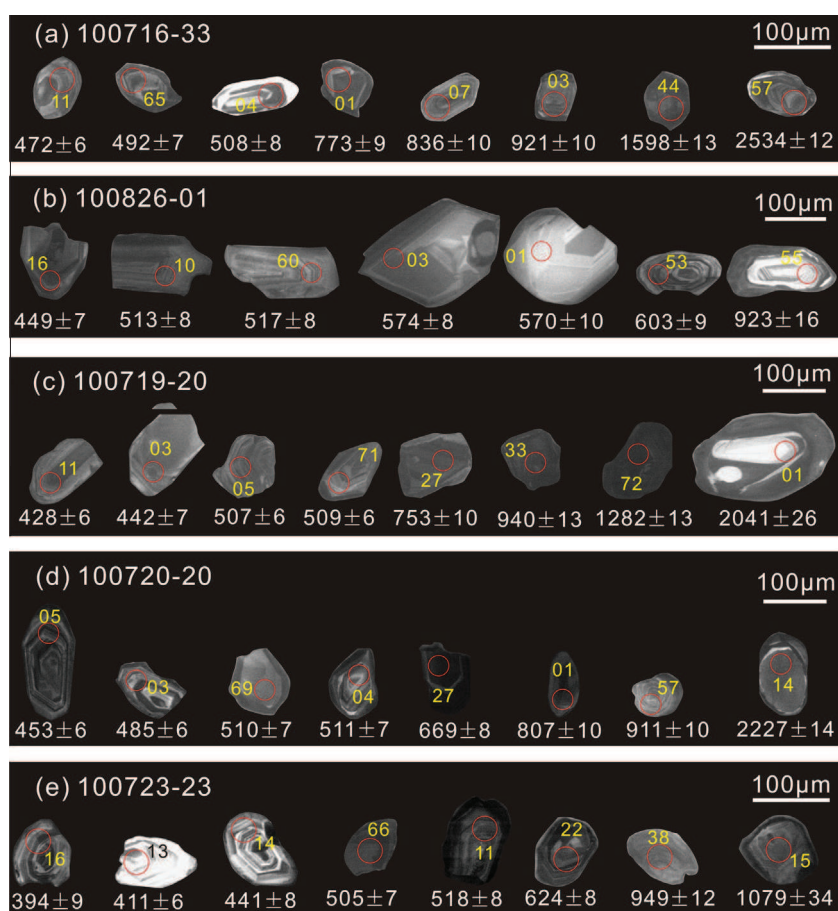 (a) 100716-33 100µm
11 65 04 01 07 03 44 57
472±6 492±7 508±8 773±9 836±10 921±10 1598±13 2534±12
(b) 100826-01 100µm
16 10 60 03 01 53 55
449±7 513±8 517±8 574±8 570±10 603±9 923±16
(c) 100719-20 100µm
11 03 05 71 27 33 72 01
428±6 442±7 507±6 509±6 753±10 940±13 1282±13 2041±26
(d) 100720-20 100µm
05 03 69 04 27 01 57 14
453±6 485±6 510±7 511±7 669±8 807±10 911±10 2227±14
(e) 100723-23 100µm
16 13 14 66 11 22 38 15
394±9 411±6 441±8 505±7 518±8 624±8 949±12 1079±34